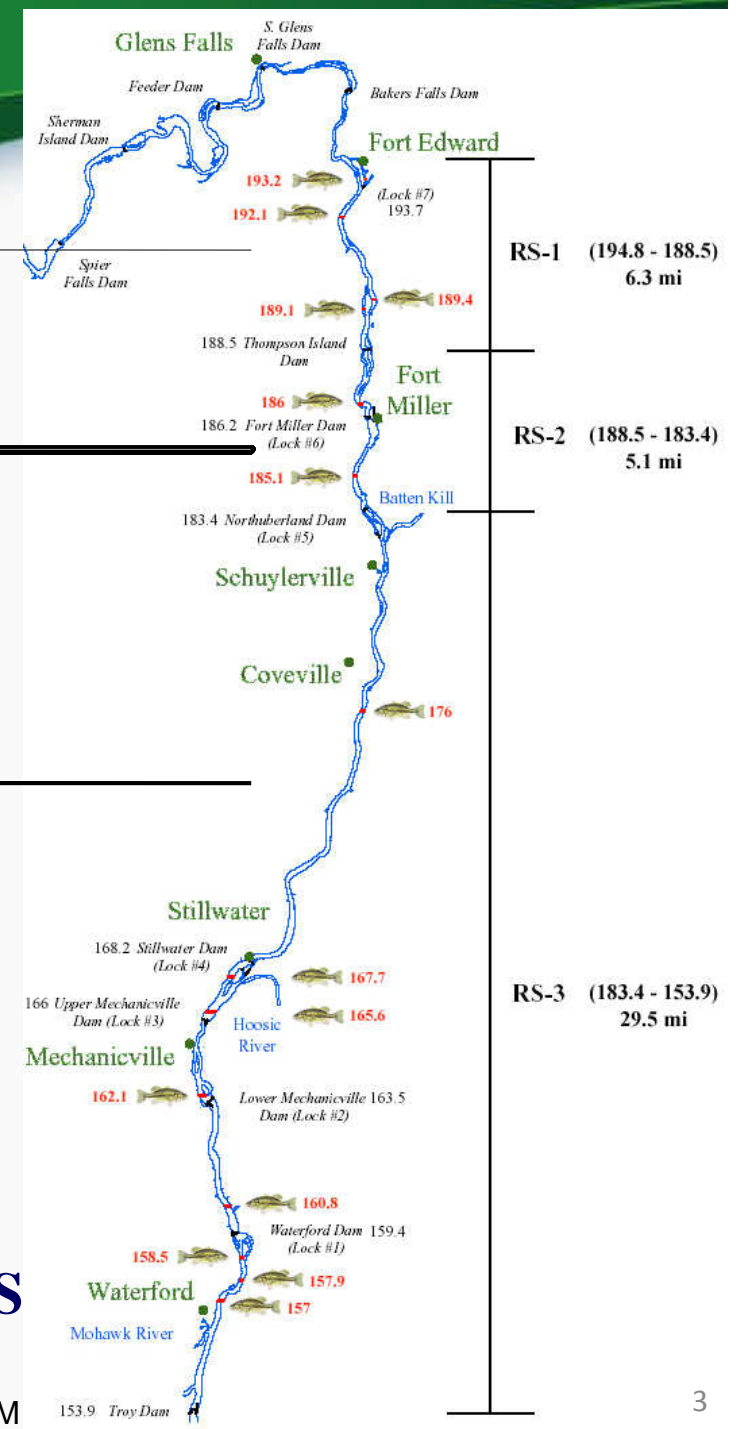 S. Glens
Falls Dam
Glens Falls
Feeder Dam
Bakers Falls Dam
Sherman
Island Dam
Fort Edward
193.2
(Lock #7)
193.7
192.1
RS-1 (194.8 - 188.5)
6.3 mi
Spier
Falls Dam
189.4
189.1
188.5 Thompson Island
Dam
Fort
Miller
186
186.2 Fort Miller Dam
(Lock #6)
RS-2 (188.5 - 183.4)
5.1 mi
185.1
Batten Kill
183.4 Northuberland Dam
(Lock #5)
Schuylerville
Coveville
176
Stillwater
168.2 Stillwater Dam
(Lock #4)
167.7
RS-3 (183.4 - 153.9)
29.5 mi
166 Upper Mechanicville
Dam (Lock #3)
165.6
Hoosic
River
Mechanicville
162.1
Lower Mechanicville 163.5
Dam (Lock #2)
160.8
Waterford Dam 159.4
(Lock #1)
158.5
157.9
S
Waterford
157
Mohawk River
153.9 Troy Dam
M
3